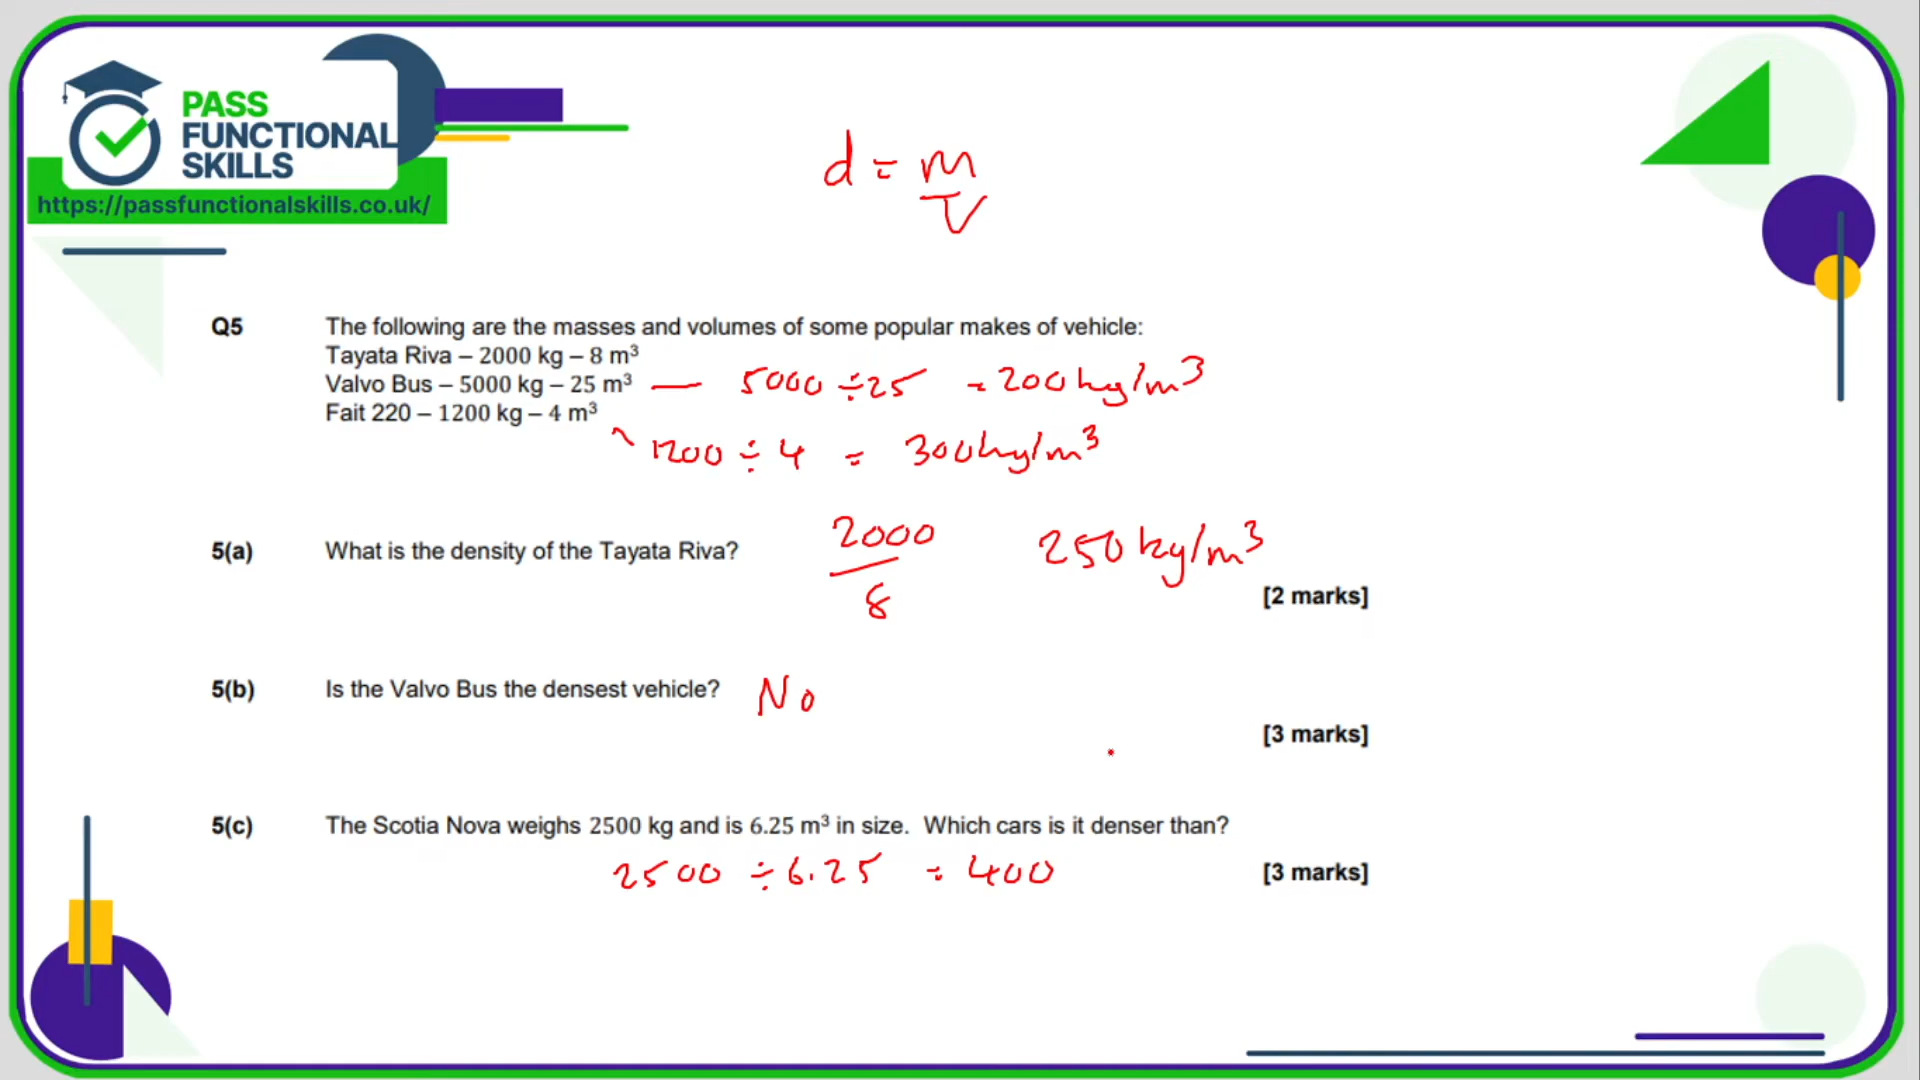 PASS
FUNCTIONAL
SKILLS
https://passfunctionalskills.co.uk/
d = m
V
Q5 The following are the masses and volumes of some popular makes of vehicle:
Tayata Riva – 2000 kg – 8 m³
Valvo Bus – 5000 kg – 25 m³ — 5000 ÷ 25 = 200 kg/m³
Fait 220 – 1200 kg – 4 m³
1200 ÷ 4 = 300 kg/m³
5(a) What is the density of the Tayata Riva? 2000
8
250 kg/m³
[2 marks]
5(b) Is the Valvo Bus the densest vehicle? No
[3 marks]
5(c) The Scotia Nova weighs 2500 kg and is 6.25 m³ in size. Which cars is it denser than?
2500 ÷ 6.25 = 400
[3 marks]